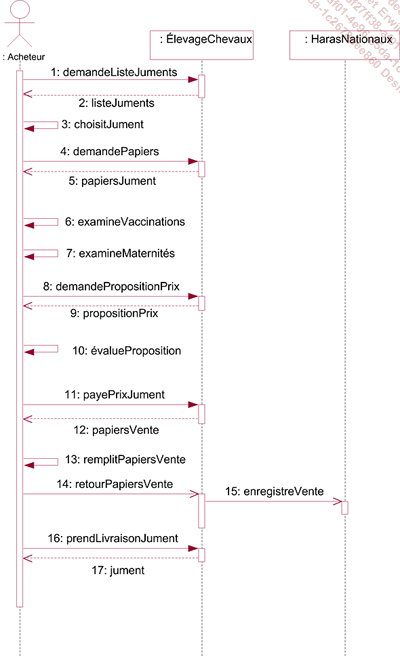 : Acheteur
: ÉlevageChevaux
: HarasNationaux
1: demandeListeJuments
2: listeJuments
3: choisitJument
4: demandePapiers
5: papiersJument
6: examineVaccinations
7: examineMaternités
8: demandePropositionPrix
9: propositionPrix
10: évalueProposition
11: payePrixJument
12: papiersVente
13: remplitPapiersVente
14: retourPapiersVente
15: enregistreVente
16: prendLivraisonJument
17: jument